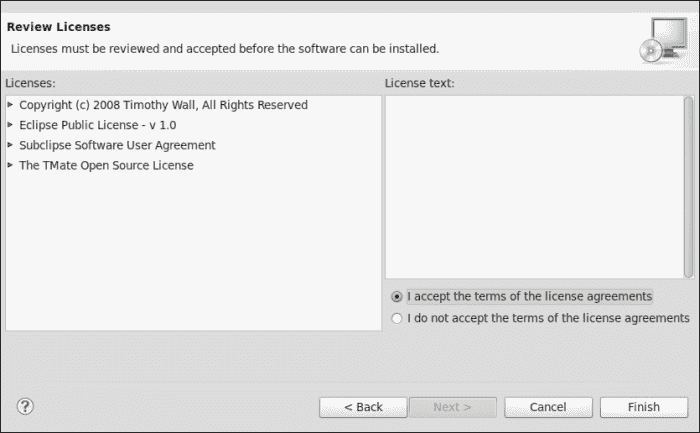 Review Licenses
Licenses must be reviewed and accepted before the software can be installed.
Licenses:
Copyright (c) 2008 Timothy Wall, All Rights Reserved
Eclipse Public License - v 1.0
Subclipse Software User Agreement
The TMate Open Source License
License text:
I accept the terms of the license agreements
I do not accept the terms of the license agreements
?
< Back
Next >
Cancel
Finish